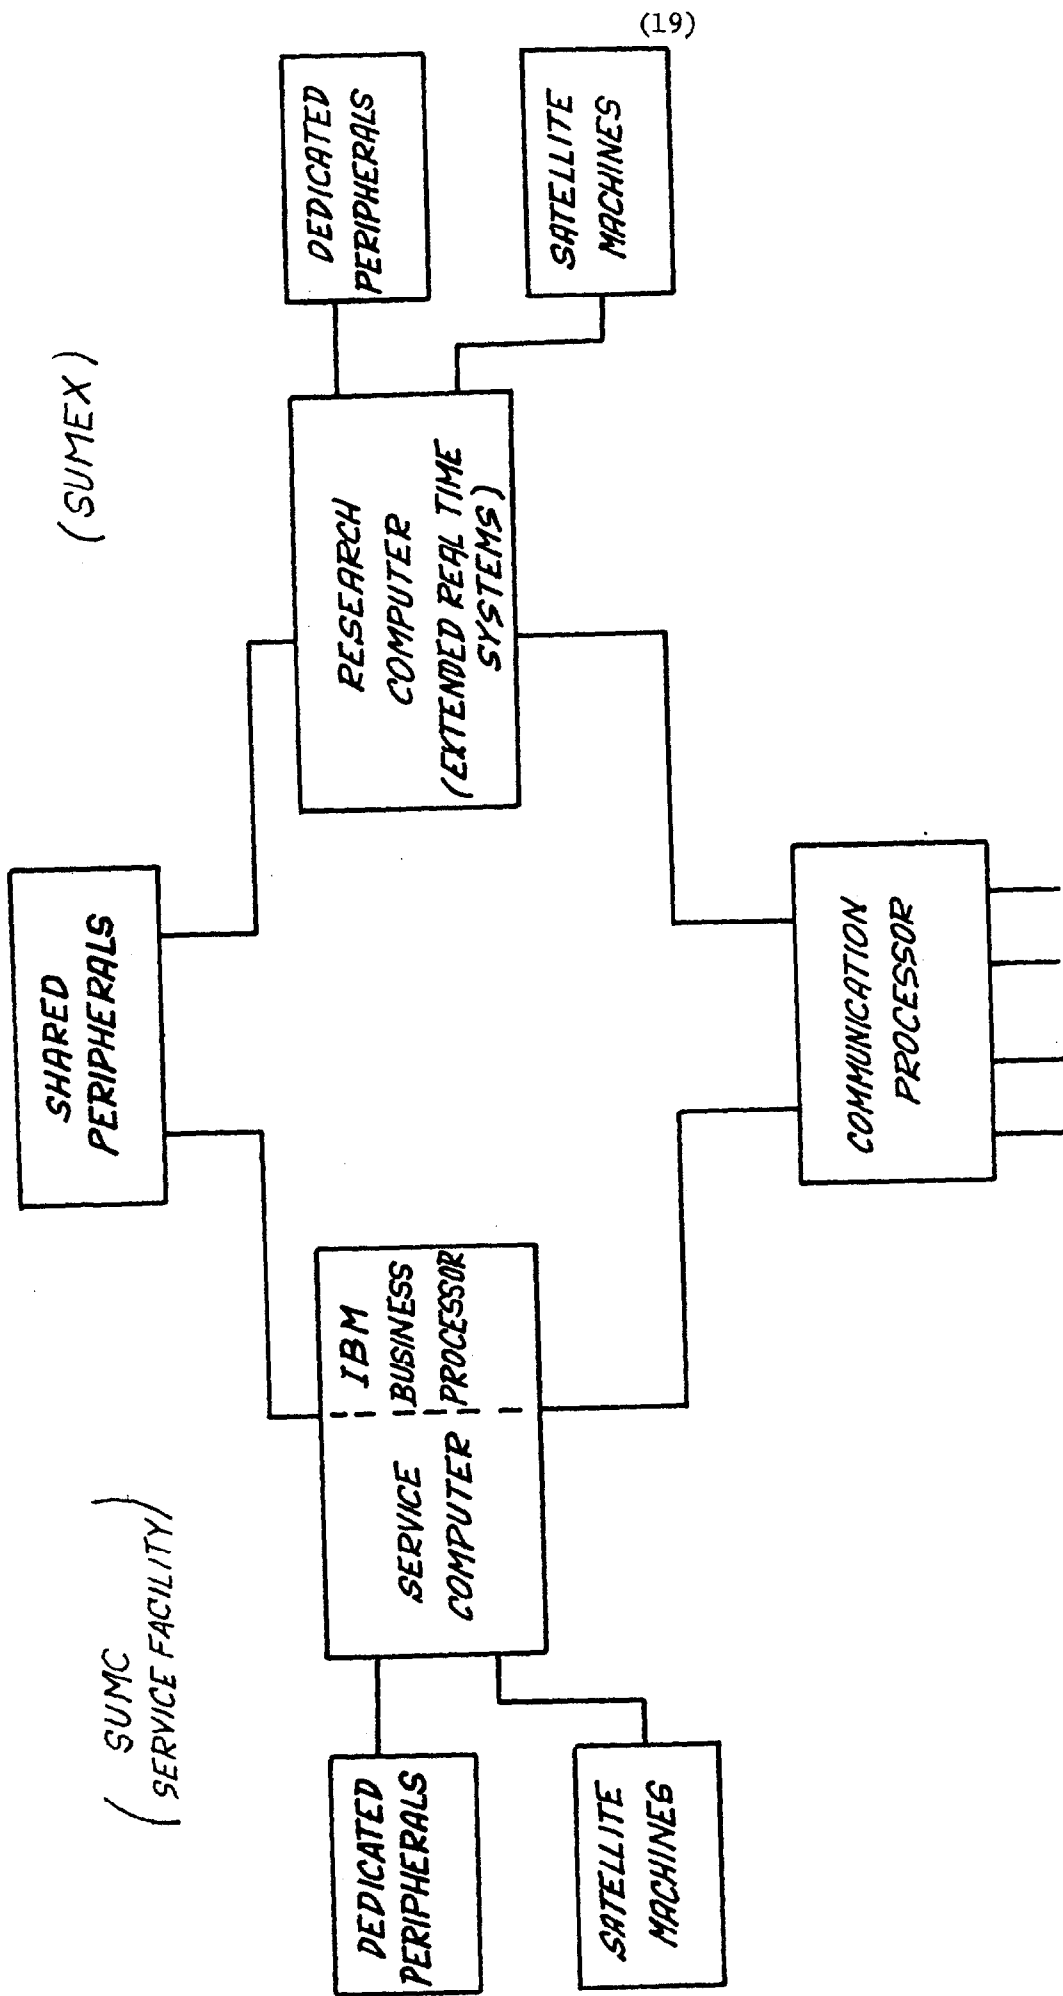 (19)
( SUMC
SERVICE FACILITY)
(SUMEX)
SHARED
PERIPHERALS
DEDICATED
PERIPHERALS
SATELLITE
MACHINES
SERVICE
COMPUTER
IBM
BUSINESS
PROCESSOR
RESEARCH
COMPUTER
(EXTENDED REAL TIME
SYSTEMS)
DEDICATED
PERIPHERALS
SATELLITE
MACHINES
COMMUNICATION
PROCESSOR